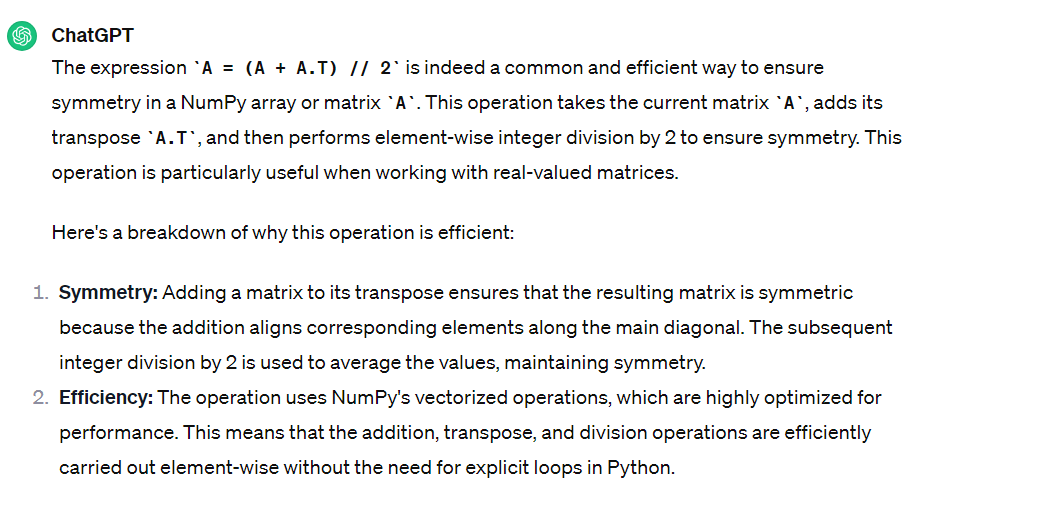 ChatGPT
The expression `A = (A + A.T) // 2` is indeed a common and efficient way to ensure
symmetry in a NumPy array or matrix `A`. This operation takes the current matrix `A`, adds its
transpose `A.T`, and then performs element-wise integer division by 2 to ensure symmetry. This
operation is particularly useful when working with real-valued matrices.
Here's a breakdown of why this operation is efficient:
1. Symmetry: Adding a matrix to its transpose ensures that the resulting matrix is symmetric
because the addition aligns corresponding elements along the main diagonal. The subsequent
integer division by 2 is used to average the values, maintaining symmetry.
2. Efficiency: The operation uses NumPy's vectorized operations, which are highly optimized for
performance. This means that the addition, transpose, and division operations are efficiently
carried out element-wise without the need for explicit loops in Python.